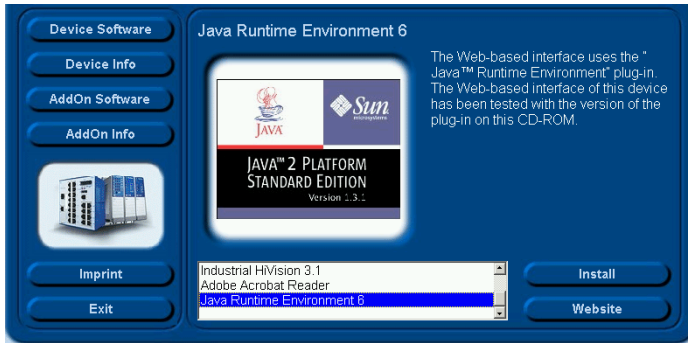 Device Software
Device Info
AddOn Software
AddOn Info
Imprint
Exit
Java Runtime Environment 6
JAVA
Sun
microsystems
JAVA™ 2 PLATFORM
STANDARD EDITION
Version 1.3.1
The Web-based interface uses the "
Java™ Runtime Environment" plug-in.
The Web-based interface of this device
has been tested with the version of the
plug-in on this CD-ROM.
Industrial HiVision 3.1
Adobe Acrobat Reader
Java Runtime Environment 6
Install
Website